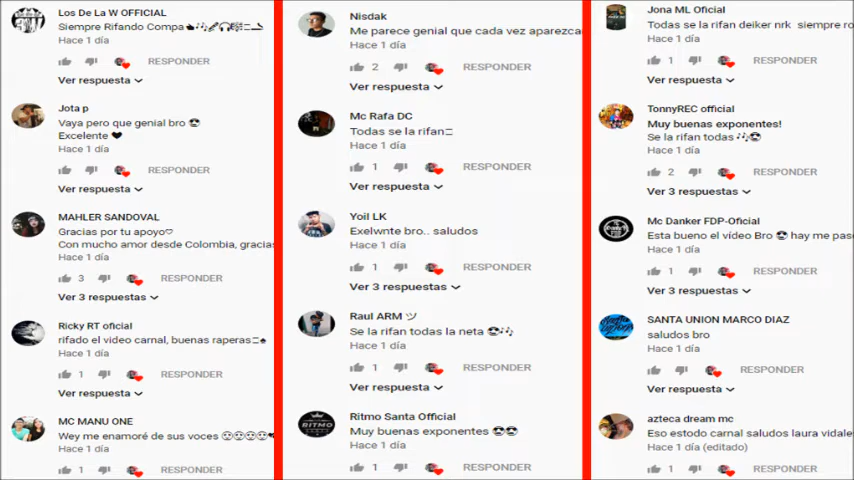 Los De La W OFFICIAL
Siempre Rifando Compa
Hace 1 día
RESPONDER
Ver respuesta
Jota p
Vaya pero que genial bro 😎
Excelente 🖤
Hace 1 día
RESPONDER
Ver respuesta
MAHLER SANDOVAL
Gracias por tu apoyo♡
Con mucho amor desde Colombia, gracias
Hace 1 día
3 RESPONDER
Ver 3 respuestas
Ricky RT oficial
rifado el video carnal, buenas raperas
Hace 1 día
1 RESPONDER
Ver respuesta
MC MANU ONE
Wey me enamoré de sus voces
Hace 1 día
1 RESPONDER
Nisdak
Me parece genial que cada vez aparezca
Hace 1 día
2 RESPONDER
Ver respuesta
Mc Rafa DC
Todas se la rifan
Hace 1 día
1 RESPONDER
Ver respuesta
Yoil LK
Exelwnte bro.. saludos
Hace 1 día
1 RESPONDER
Ver 3 respuestas
Raul ARM ツ
Se la rifan todas la neta 😎🎶
Hace 1 día
1 RESPONDER
Ver respuesta
RITMO
Ritmo Santa Official
Muy buenas exponentes 😎😎
Hace 1 día
1 RESPONDER
Jona ML Oficial
Todas se la rifan deiker nrk siempre ro
Hace 1 día
1 RESPONDER
Ver respuesta
TonnyREC official
Muy buenas exponentes!
Se la rifan todas 🎶😎
Hace 1 día
2 RESPONDER
Ver 3 respuestas
Mc Danker FDP-Oficial
Esta bueno el vídeo Bro 😎 hay me pas
Hace 1 día
1 RESPONDER
Ver 3 respuestas
SANTA UNION MARCO DIAZ
saludos bro
Hace 1 día
RESPONDER
Ver respuesta
azteca dream mc
Eso estodo carnal saludos laura vidale
Hace 1 día (editado)
1 RESPONDER